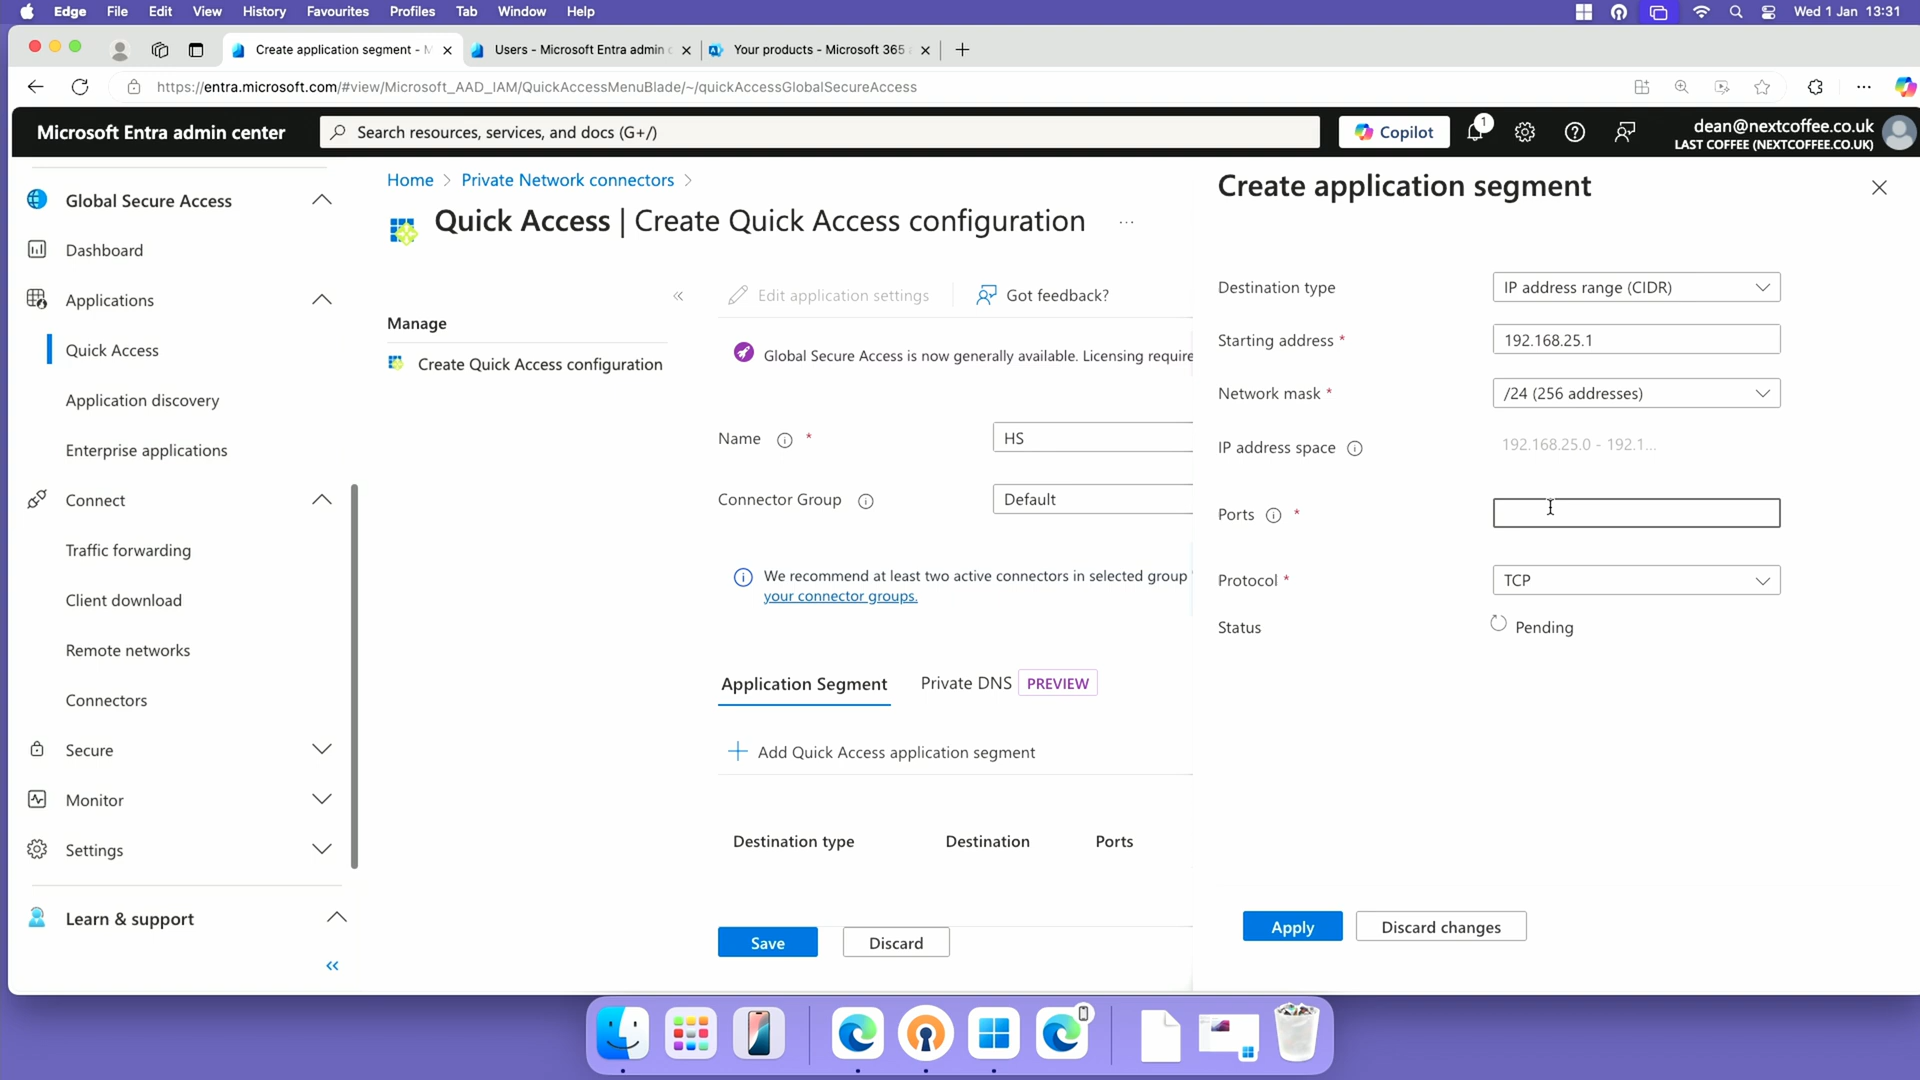 Edge File Edit View History Favourites Profiles Tab Window Help
Wed 1 Jan 13:31
Create application segment - M
Users - Microsoft Entra admin c
Your products - Microsoft 365
https://entra.microsoft.com/#view/Microsoft_AAD_IAM/QuickAccessMenuBlade/~/quickAccessGlobalSecureAccess
Microsoft Entra admin center
Search resources, services, and docs (G+/)
Copilot
1
dean@nextcoffee.co.uk
LAST COFFEE (NEXTCOFFEE.CO.UK)
Global Secure Access
Dashboard
Applications
Quick Access
Application discovery
Enterprise applications
Connect
Traffic forwarding
Client download
Remote networks
Connectors
Secure
Monitor
Settings
Learn & support
Home > Private Network connectors >
Quick Access | Create Quick Access configuration
...
Manage
Create Quick Access configuration
Edit application settings
Got feedback?
Global Secure Access is now generally available. Licensing require
Name *
HS
Connector Group
Default
We recommend at least two active connectors in selected group
your connector groups.
Application Segment
Private DNS PREVIEW
Add Quick Access application segment
Destination type Destination Ports
Save
Discard
Create application segment
Destination type
IP address range (CIDR)
Starting address *
192.168.25.1
Network mask *
/24 (256 addresses)
IP address space
192.168.25.0 - 192.1...
Ports *
Protocol *
TCP
Status
Pending
Apply
Discard changes